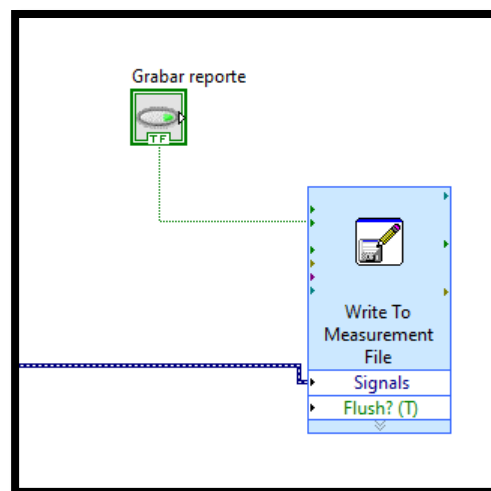 Grabar reporte
TF
Write To
Measurement
File
Signals
Flush? (T)